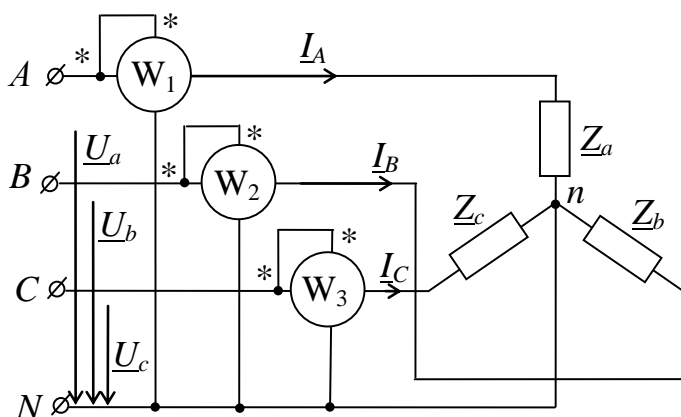 * *
A * W₁ I_A
U_a * Z_a
B * W₂ I_B n
U_b Z_c Z_b
* *
C W₃ I_C
U_c
N